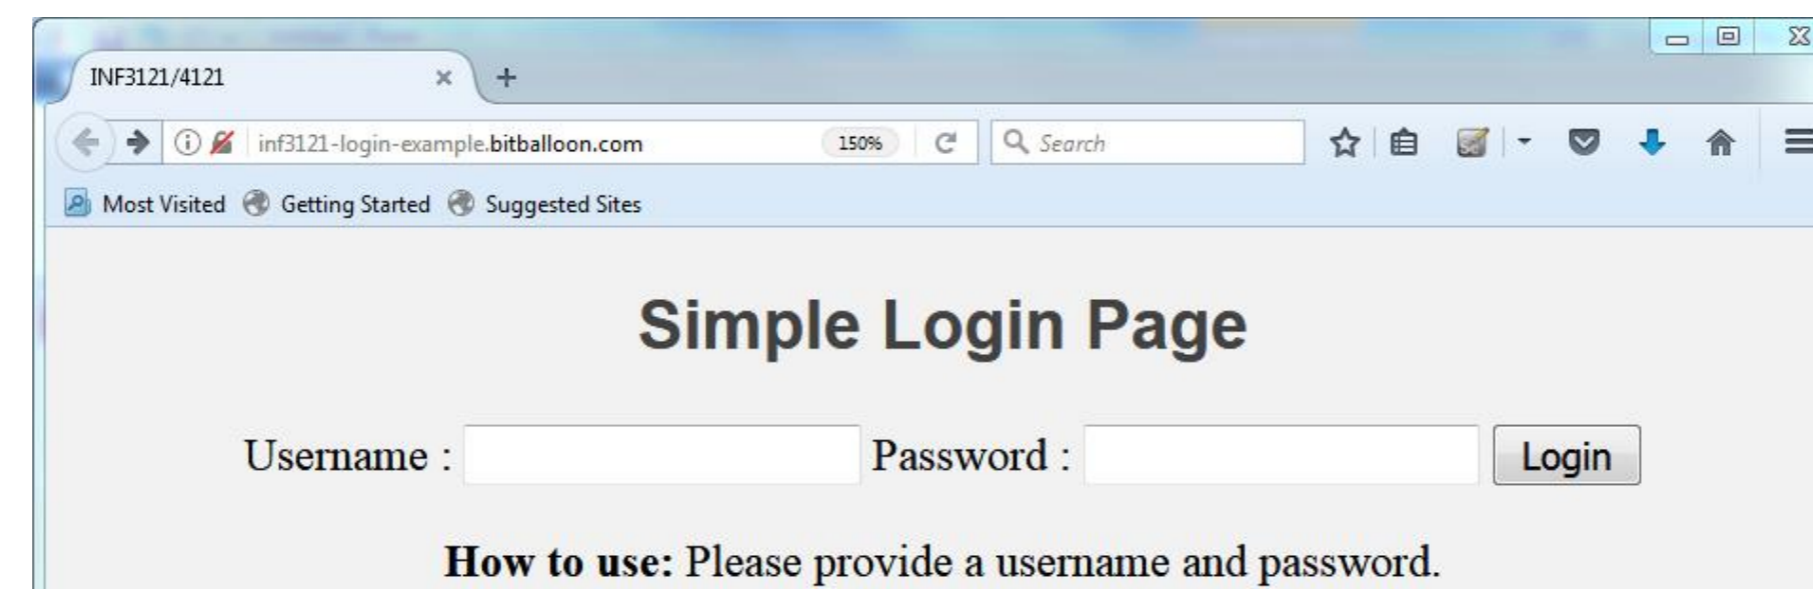 INF3121/4121
inf3121-login-example.bitballoon.com 150% Search
Most Visited Getting Started Suggested Sites
Simple Login Page
Username : Password : Login
How to use: Please provide a username and password.